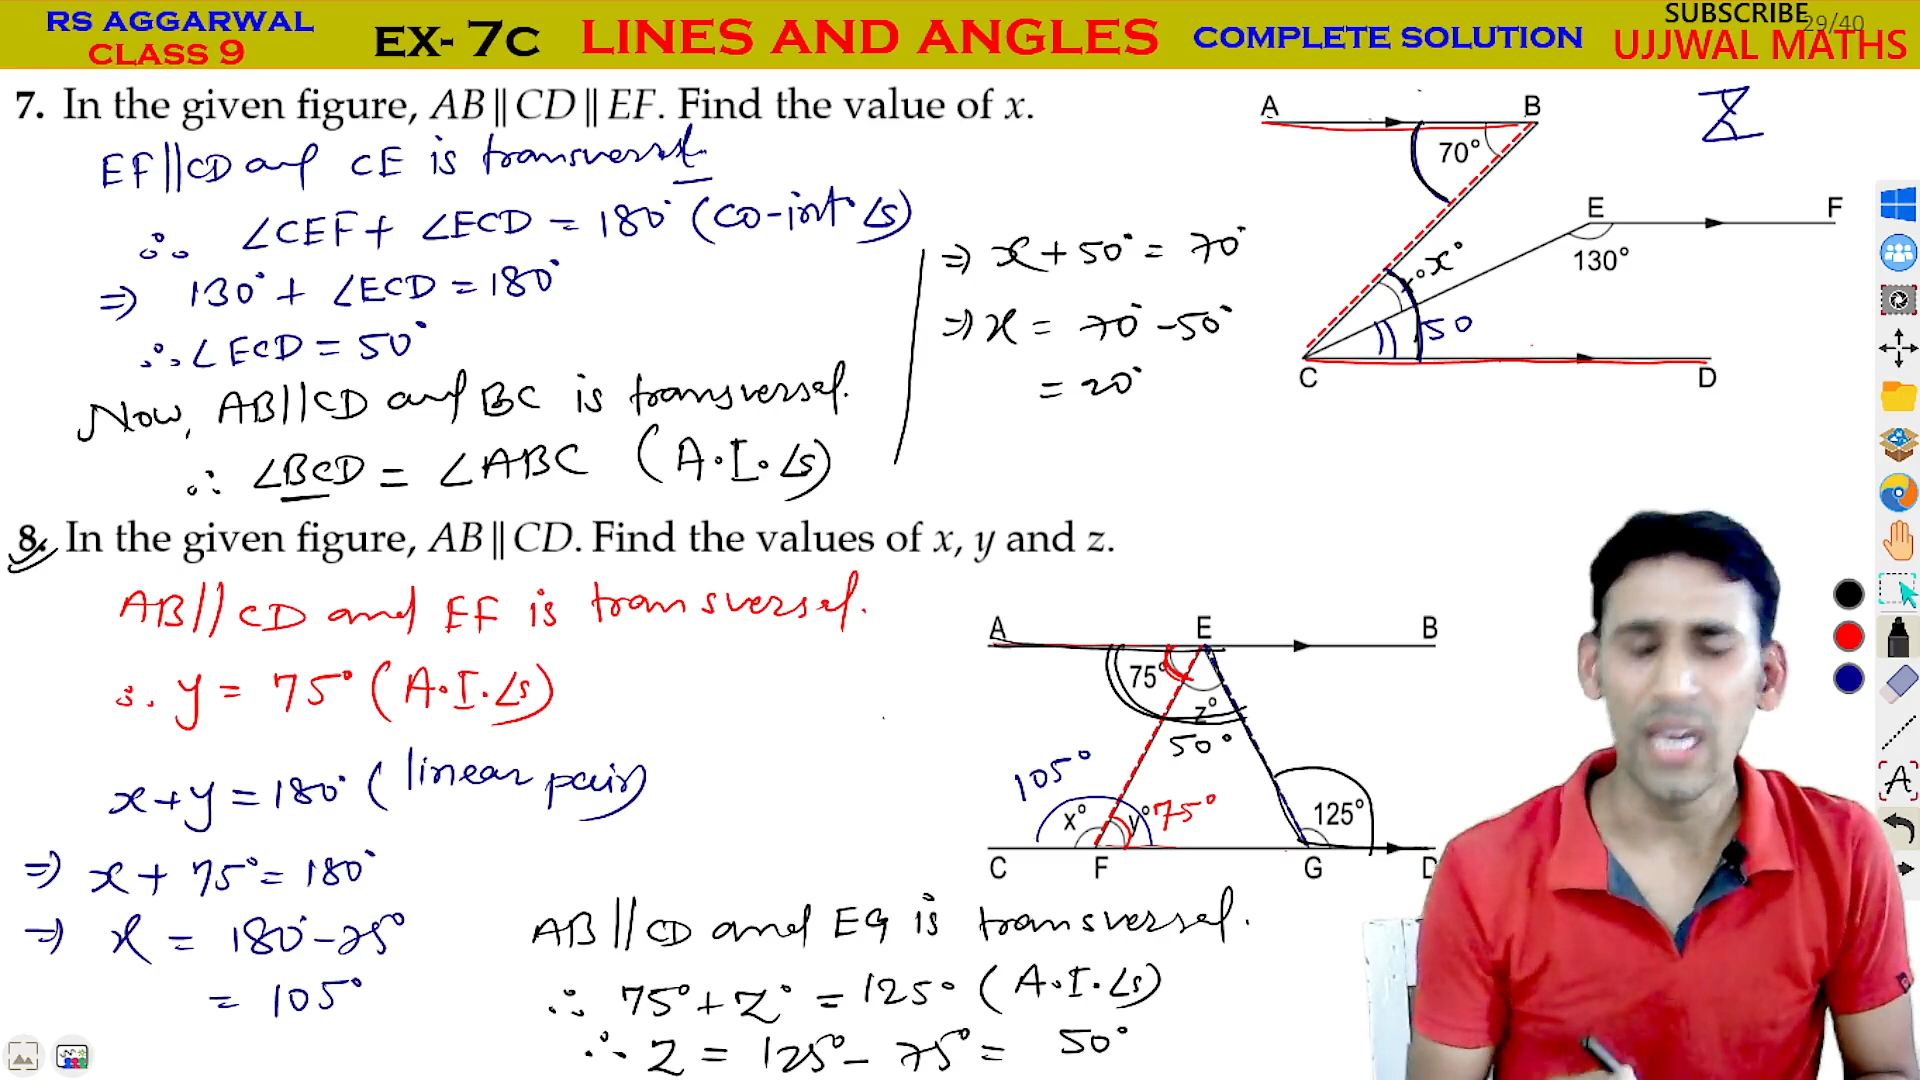 RS AGGARWAL
CLASS 9
EX- 7C
LINES AND ANGLES
COMPLETE SOLUTION
SUBSCRIBE
29/40
UJJWAL MATHS
7. In the given figure, AB || CD || EF. Find the value of x.
EF || CD and CE is transversal
∴ ∠CEF + ∠ECD = 180° (co-int. ∠s)
⇒ 130° + ∠ECD = 180°
∴ ∠ECD = 50°
Now, AB || CD and BC is transversal.
∴ ∠BCD = ∠ABC (A.I.∠s)
⇒ x + 50° = 70°
⇒ x = 70° - 50°
= 20°
A B
70°
E F
130°
x° x°
50
C D
Z
8. In the given figure, AB || CD. Find the values of x, y and z.
AB || CD and EF is transversal.
∴ y = 75° (A.I.∠s)
x + y = 180° (linear pair)
⇒ x + 75° = 180°
⇒ x = 180° - 75°
= 105°
A E B
75°
z°
50°
105°
x° y° 75° 125°
C F G D
AB || CD and EG is transversal.
∴ 75° + z° = 125° (A.I.∠s)
∴ z = 125° - 75° = 50°
A